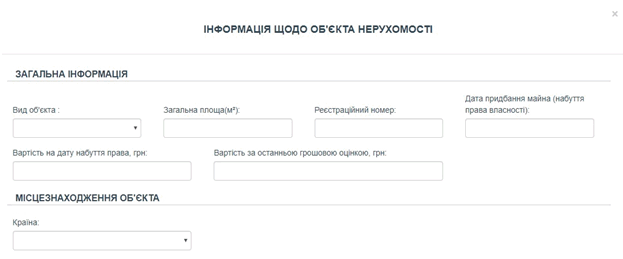 ×
ІНФОРМАЦІЯ ЩОДО ОБ'ЄКТА НЕРУХОМОСТІ
ЗАГАЛЬНА ІНФОРМАЦІЯ
Вид об'єкта :
Загальна площа(м²):
Реєстраційний номер:
Дата придбання майна (набуття
права власності):
Вартість на дату набуття права, грн:
Вартість за останньою грошовою оцінкою, грн:
МІСЦЕЗНАХОДЖЕННЯ ОБ'ЄКТА
Країна: